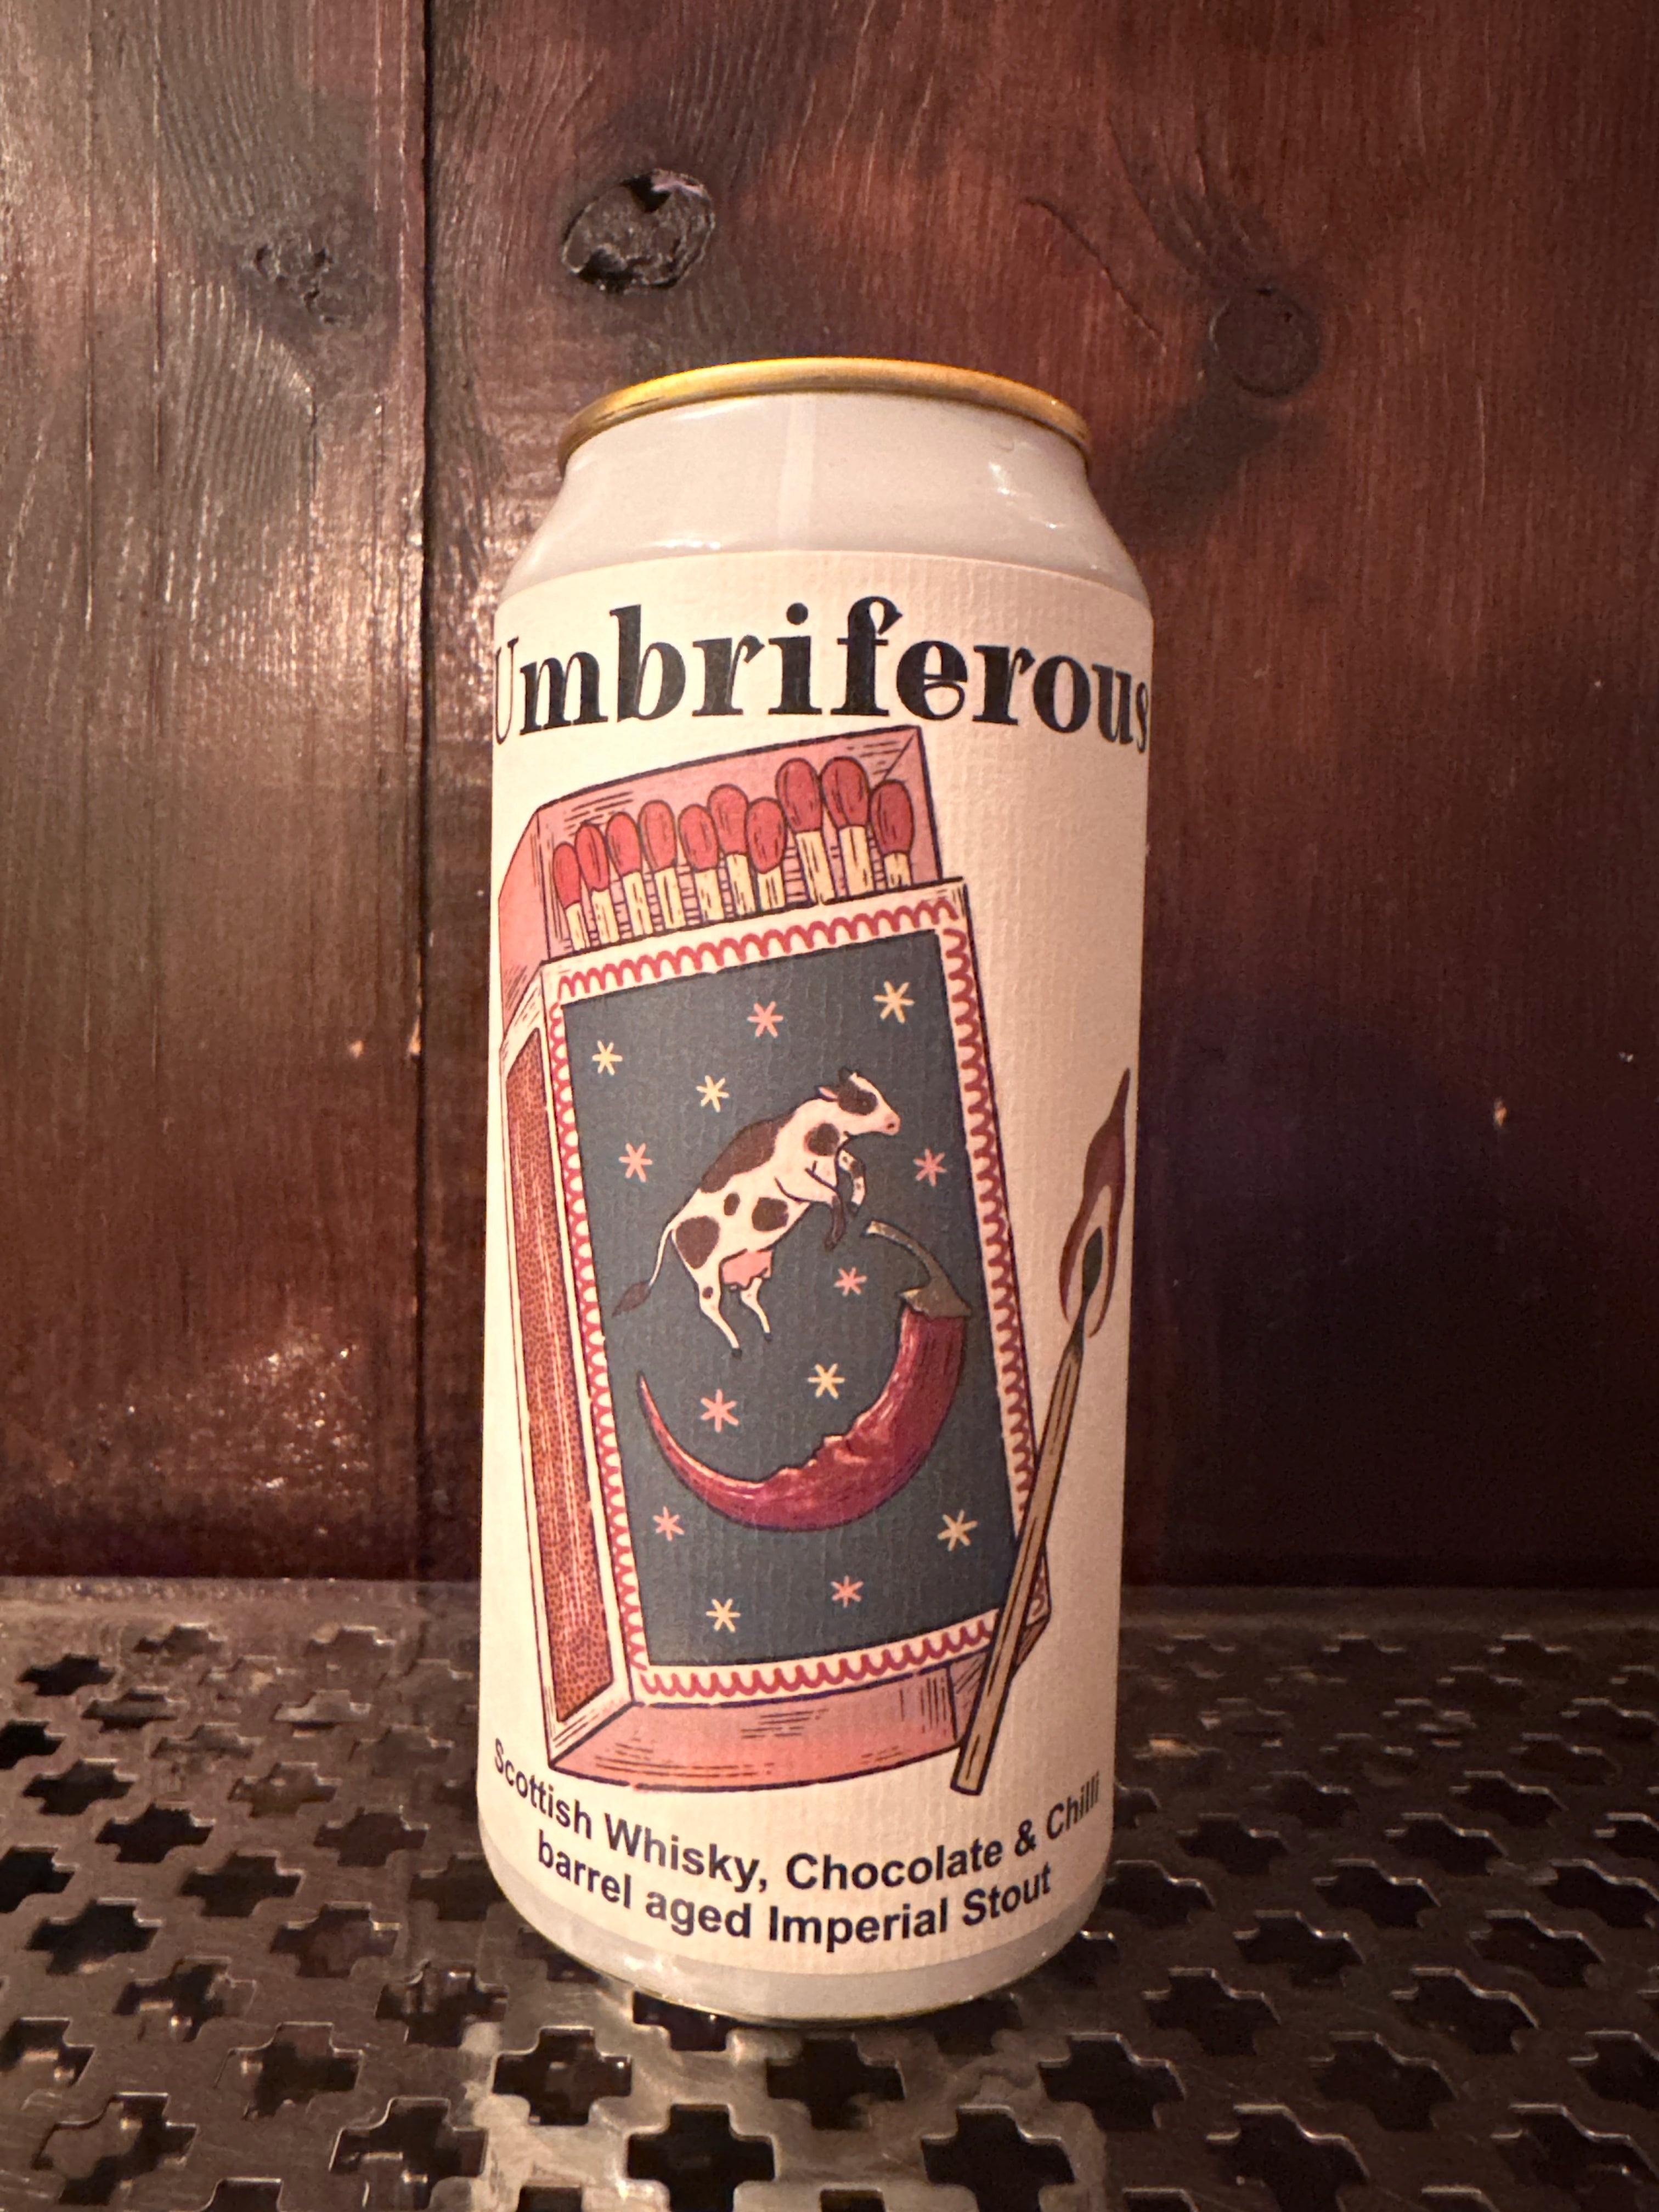 Umbriferous
Scottish Whisky, Chocolate & Chilli
barrel aged Imperial Stout